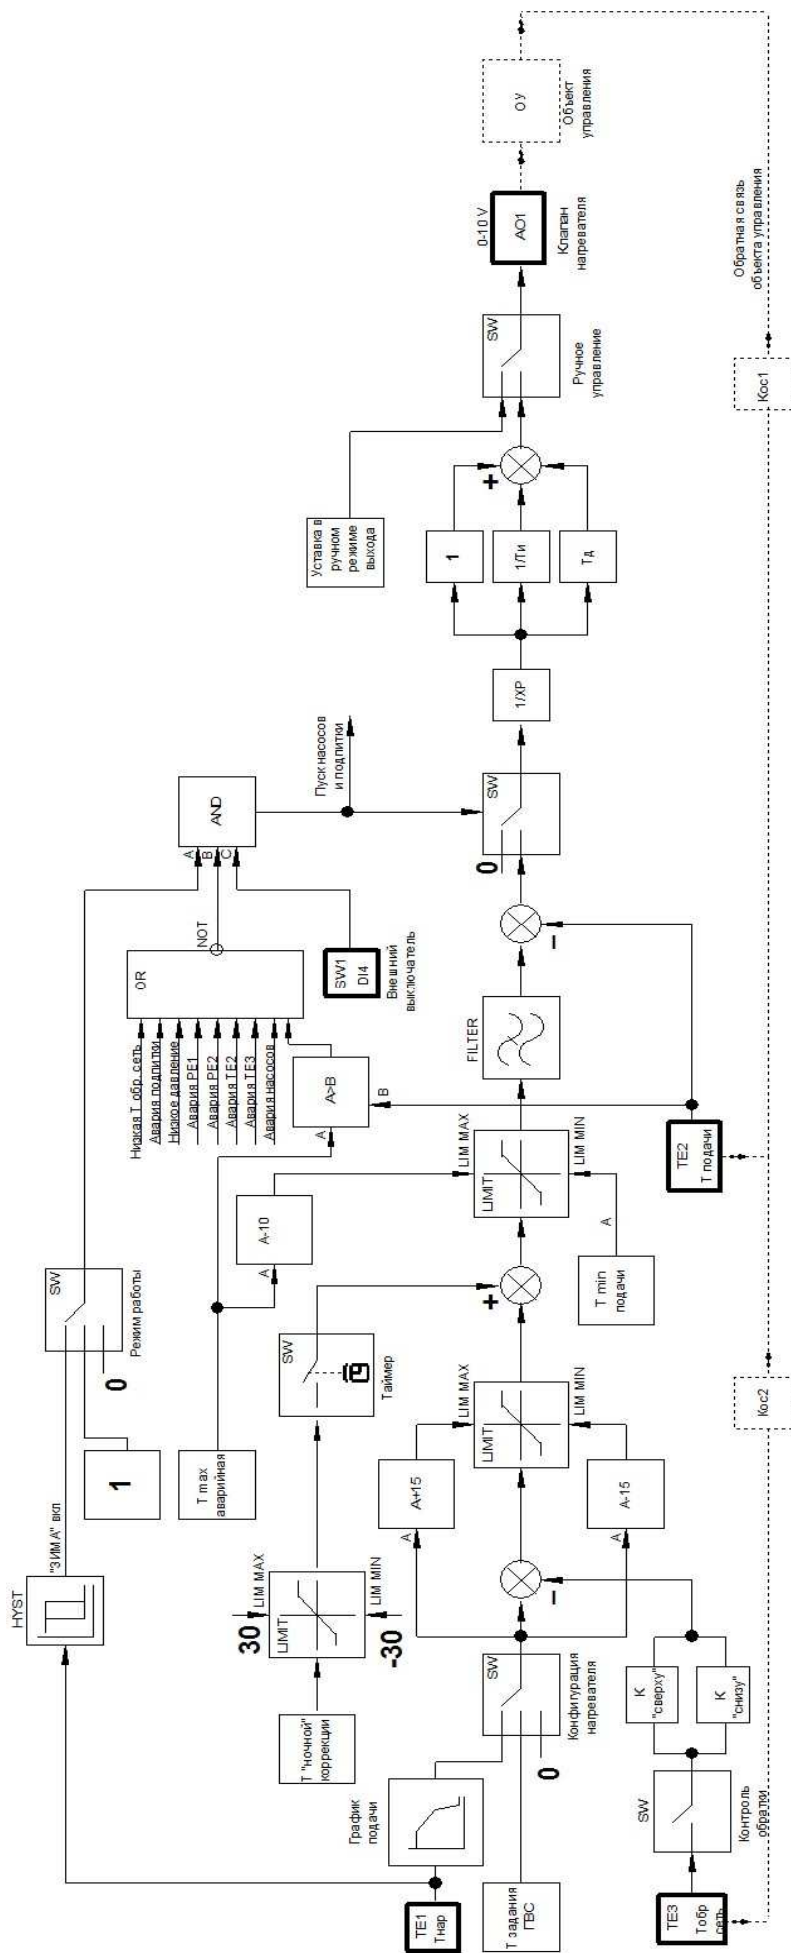 HYST
"ЗИМА" вкл
1
0
SW
Режим работы
TE1
Тнар
График
подачи
Т "ночной"
коррекции
30
LIM MAX
LIMIT
-30
LIM MIN
SW
Таймер
T max
аварийная
A
A-10
A
A>B
B
Низкая Т обр. сеть
Авария подпитки
Низкое давление
Авария PE1
Авария PE2
Авария TE2
Авария TE3
Авария насосов
OR
NOT
SW1
DI4
Внешний
выключатель
A
B
C
AND
Пуск насосов
и подпитки
Т задания
ГВС
0
SW
Конфигурация
нагревателя
A
A+15
A
A-15
-
LIM MAX
LIMIT
LIM MIN
+
T min
подачи
A
LIM MAX
LIMIT
LIM MIN
FILTER
-
0
SW
1/XP
1
1/Ти
Тд
+
Уставка в
ручном
режиме
выхода
SW
Ручное
управление
0-10 V
AO1
Клапан
нагревателя
ОУ
Объект
управления
TE3
Тобр
сеть
SW
Контроль
обратки
К
"сверху"
К
"снизу"
TE2
Т подачи
Кос2
Кос1
Обратная связь
объекта управления